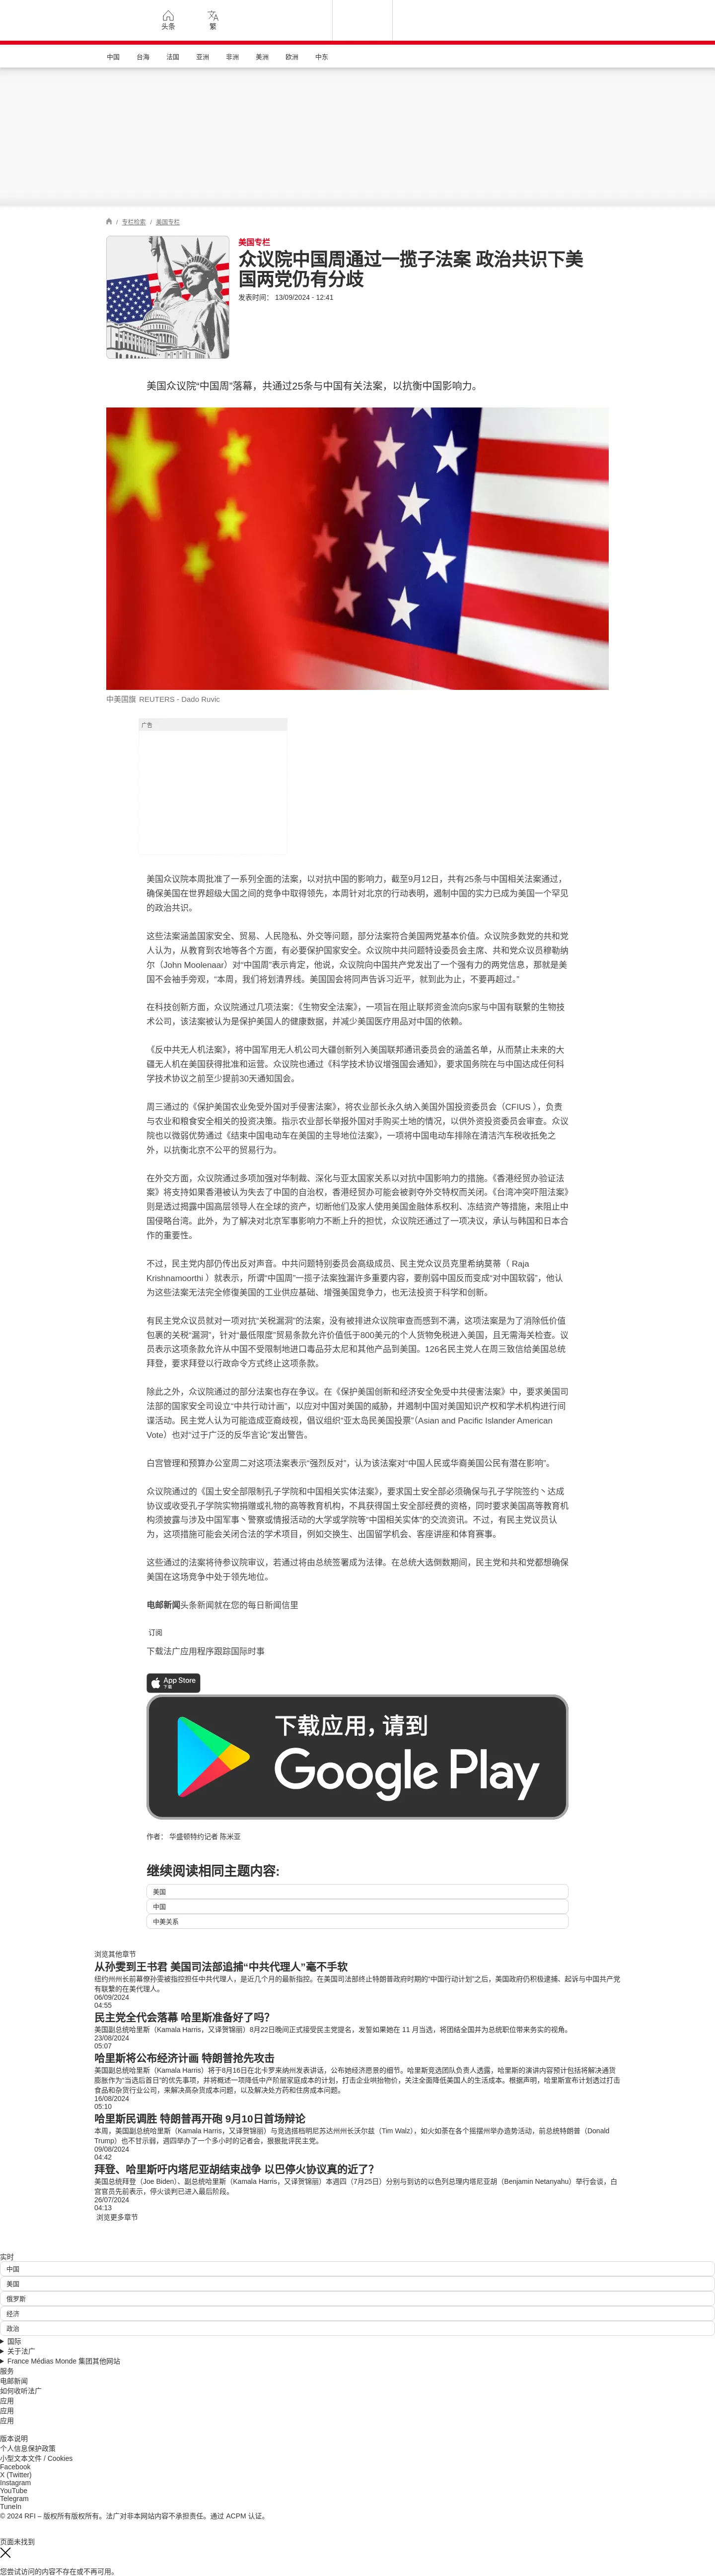 头条
繁
中国
台海
法国
亚洲
非洲
美洲
欧洲
中东
/ 专栏检索 / 美国专栏
美国专栏
众议院中国周通过一揽子法案 政治共识下美
国两党仍有分歧
发表时间： 13/09/2024 - 12:41
美国众议院“中国周”落幕，共通过25条与中国有关法案，以抗衡中国影响力。
中美国旗 REUTERS - Dado Ruvic
广告
美国众议院本周批准了一系列全面的法案，以对抗中国的影响力，截至9月12日，共有25条与中国相关法案通过，
确保美国在世界超级大国之间的竞争中取得领先，本周针对北京的行动表明，遏制中国的实力已成为美国一个罕见
的政治共识。
这些法案涵盖国家安全、贸易、人民隐私、外交等问题，部分法案符合美国两党基本价值。众议院多数党的共和党
人认为，从教育到农地等各个方面，有必要保护国家安全。众议院中共问题特设委员会主席、共和党众议员穆勒纳
尔（John Moolenaar）对“中国周”表示肯定，他说，众议院向中国共产党发出了一个强有力的两党信息，那就是美
国不会袖手旁观，“本周，我们将划清界线。美国国会将同声告诉习近平，就到此为止，不要再超过。”
在科技创新方面，众议院通过几项法案:《生物安全法案》，一项旨在阻止联邦资金流向5家与中国有联繫的生物技
术公司，该法案被认为是保护美国人的健康数据，并减少美国医疗用品对中国的依赖。
《反中共无人机法案》，将中国军用无人机公司大疆创新列入美国联邦通讯委员会的涵盖名单，从而禁止未来的大
疆无人机在美国获得批准和运营。众议院也通过《科学技术协议增强国会通知》，要求国务院在与中国达成任何科
学技术协议之前至少提前30天通知国会。
周三通过的《保护美国农业免受外国对手侵害法案》，将农业部长永久纳入美国外国投资委员会（CFIUS ），负责
与农业和粮食安全相关的投资决策。指示农业部长举报外国对手购买土地的情况，以供外资投资委员会审查。众议
院也以微弱优势通过《结束中国电动车在美国的主导地位法案》，一项将中国电动车排除在清洁汽车税收抵免之
外，以抗衡北京不公平的贸易行为。
在外交方面，众议院通过多项加强对华制裁、深化与亚太国家关系以对抗中国影响力的措施。《香港经贸办验证法
案》将支持如果香港被认为失去了中国的自治权，香港经贸办可能会被剥夺外交特权而关闭。《台湾冲突吓阻法案》
则是透过揭露中国高层领导人在全球的资产，切断他们及家人使用美国金融体系权利、冻结资产等措施，来阻止中
国侵略台湾。此外，为了解决对北京军事影响力不断上升的担忧，众议院还通过了一项决议，承认与韩国和日本合
作的重要性。
不过，民主党内部仍传出反对声音。中共问题特别委员会高级成员、民主党众议员克里希纳莫蒂（ Raja
Krishnamoorthi ）就表示，所谓“中国周”一揽子法案独漏许多重要内容，要削弱中国反而变成“对中国软弱”，他认
为这些法案无法完全修復美国的工业供应基础、增强美国竞争力，也无法投资于科学和创新。
有民主党众议员就对一项对抗“关税漏洞”的法案，没有被排进众议院审查而感到不满，这项法案是为了消除低价值
包裹的关税“漏洞”，针对“最低限度”贸易条款允许价值低于800美元的个人货物免税进入美国，且无需海关检查。议
员表示这项条款允许从中国不受限制地进口毒品芬太尼和其他产品到美国。126名民主党人在周三致信给美国总统
拜登，要求拜登以行政命令方式终止这项条款。
除此之外，众议院通过的部分法案也存在争议。在《保护美国创新和经济安全免受中共侵害法案》中，要求美国司
法部的国家安全司设立“中共行动计画”，以应对中国对美国的威胁，并遏制中国对美国知识产权和学术机构进行间
谍活动。民主党人认为可能造成亚裔歧视，倡议组织“亚太岛民美国投票”（Asian and Pacific Islander American
Vote）也对“过于广泛的反华言论”发出警告。
白宫管理和预算办公室周二对这项法案表示“强烈反对”，认为该法案对“中国人民或华裔美国公民有潜在影响”。
众议院通过的《国土安全部限制孔子学院和中国相关实体法案》，要求国土安全部必须确保与孔子学院签约丶达成
协议或收受孔子学院实物捐赠或礼物的高等教育机构，不具获得国土安全部经费的资格，同时要求美国高等教育机
构须披露与涉及中国军事丶警察或情报活动的大学或学院等“中国相关实体”的交流资讯。不过，有民主党议员认
为，这项措施可能会关闭合法的学术项目，例如交换生、出国留学机会、客座讲座和体育赛事。
这些通过的法案将待参议院审议，若通过将由总统签署成为法律。在总统大选倒数期间，民主党和共和党都想确保
美国在这场竞争中处于领先地位。
电邮新闻头条新闻就在您的每日新闻信里
订阅
下载法广应用程序跟踪国际时事
App Store
下载
下载应用，请到
Google Play
作者： 华盛顿特约记者 陈米亚
继续阅读相同主题内容:
美国
中国
中美关系
浏览其他章节
从孙雯到王书君 美国司法部追捕“中共代理人”毫不手软
纽约州州长前幕僚孙雯被指控担任中共代理人，是近几个月的最新指控。在美国司法部终止特朗普政府时期的“中国行动计划”之后，美国政府仍积极逮捕、起诉与中国共产党
有联繫的在美代理人。
06/09/2024
04:55
民主党全代会落幕 哈里斯准备好了吗？
美国副总统哈里斯（Kamala Harris，又译贺锦丽）8月22日晚间正式接受民主党提名，发誓如果她在 11 月当选，将团结全国并为总统职位带来务实的视角。
23/08/2024
05:07
哈里斯将公布经济计画 特朗普抢先攻击
美国副总统哈里斯（Kamala Harris）将于8月16日在北卡罗来纳州发表讲话，公布她经济愿景的细节。哈里斯竞选团队负责人透露，哈里斯的演讲内容预计包括将解决通货
膨胀作为“当选后首日”的优先事项，并将概述一项降低中产阶层家庭成本的计划，打击企业哄抬物价，关注全面降低美国人的生活成本。根据声明，哈里斯宣布计划透过打击
食品和杂货行业公司，来解决高杂货成本问题，以及解决处方药和住房成本问题。
16/08/2024
05:10
哈里斯民调胜 特朗普再开砲 9月10日首场辩论
本周，美国副总统哈里斯（Kamala Harris，又译贺锦丽）与竞选搭档明尼苏达州州长沃尔兹（Tim Walz），如火如荼在各个摇摆州举办造势活动，前总统特朗普（Donald
Trump）也不甘示弱，週四举办了一个多小时的记者会，狠狠批评民主党。
09/08/2024
04:42
拜登、哈里斯吁内塔尼亚胡结束战争 以巴停火协议真的近了？
美国总统拜登（Joe Biden）、副总统哈里斯（Kamala Harris，又译贺锦丽）本週四（7月25日）分别与到访的以色列总理内塔尼亚胡（Benjamin Netanyahu）举行会谈，白
宫官员先前表示，停火谈判已进入最后阶段。
26/07/2024
04:13
浏览更多章节
实时
中国
美国
俄罗斯
经济
政治
国际
关于法广
France Médias Monde 集团其他网站
服务
电邮新闻
如何收听法广
应用
应用
应用
版本说明
个人信息保护政策
小型文本文件 / Cookies
Facebook
X (Twitter)
Instagram
YouTube
Telegram
TuneIn
© 2024 RFI – 版权所有版权所有。法广对非本网站内容不承担责任。通过 ACPM 认证。
页面未找到
您尝试访问的内容不存在或不再可用。